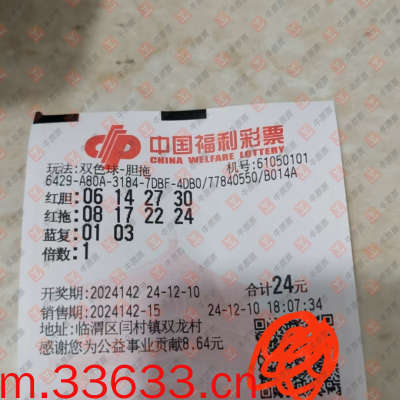 中国福利彩票
CHINA WELFARE LOTTERY
玩法:双色球-胆拖 机号:61050101
6429-A80A-3184-7DBF-4DB0/77840550/B014A
红胆:06 14 27 30
红拖:08 17 22 24
蓝复:01 03
倍数:1
开奖期:2024142 24-12-10 合计24元
销售期:2024142-15 24-12-10 18:07:34
地址:临渭区闫村镇双龙村
感谢您为公益事业贡献8.64元
m.33633.cn